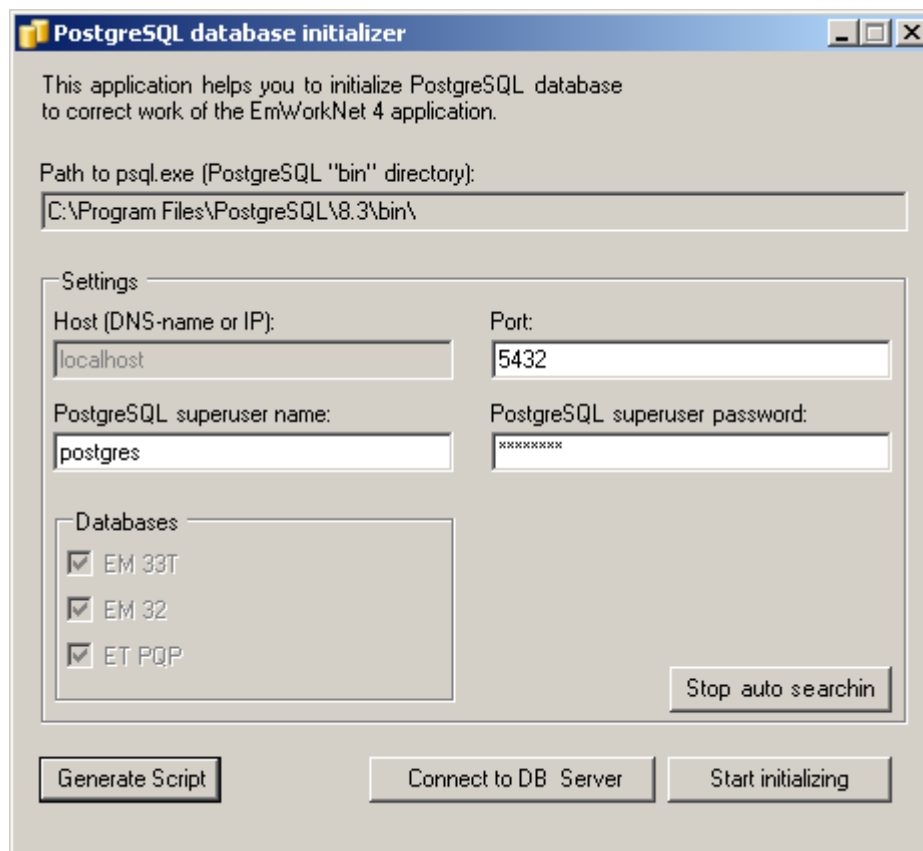 PostgreSQL database initializer
This application helps you to initialize PostgreSQL database
to correct work of the EmWorkNet 4 application.
Path to psql.exe (PostgreSQL "bin" directory):
C:\Program Files\PostgreSQL\8.3\bin\
Settings
Host (DNS-name or IP):
Port:
localhost
5432
PostgreSQL superuser name:
PostgreSQL superuser password:
postgres
********
Databases
EM 33T
EM 32
ET PQP
Stop auto searchin
Generate Script
Connect to DB Server
Start initializing